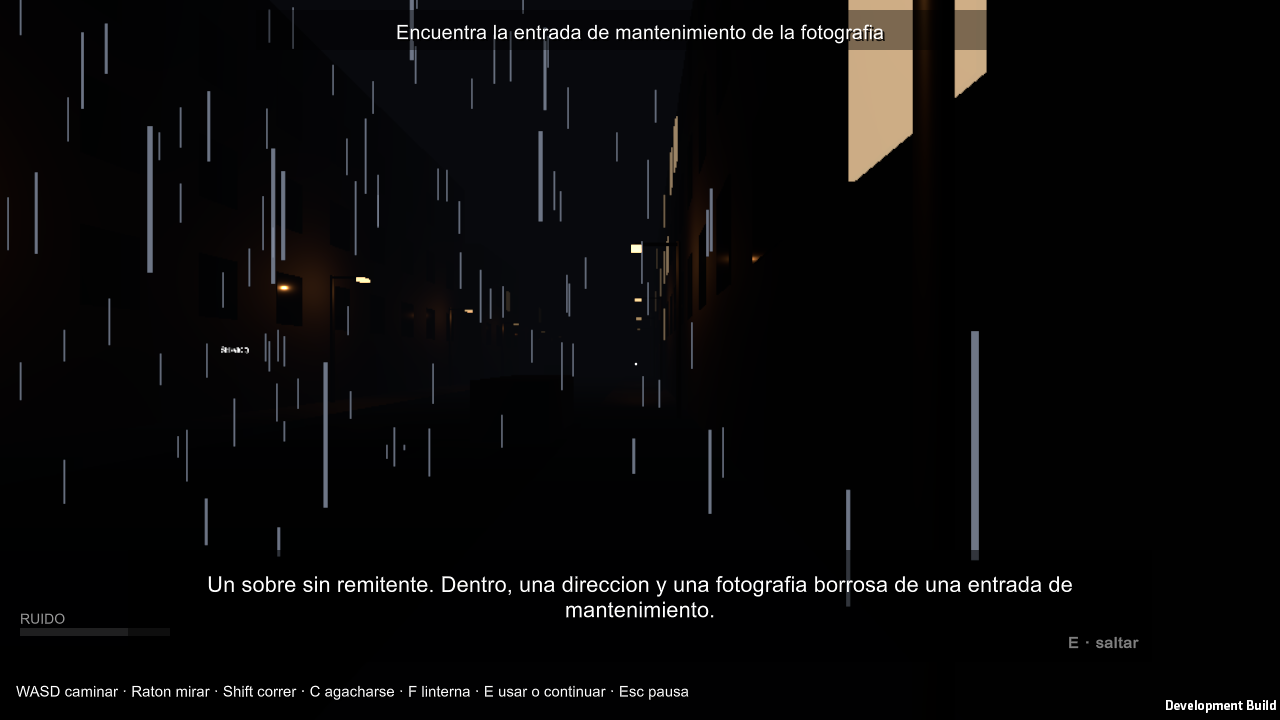 Encuentra la entrada de mantenimiento de la fotografia
Un sobre sin remitente. Dentro, una direccion y una fotografia borrosa de una entrada de
mantenimiento.
RUIDO
E · saltar
WASD caminar · Raton mirar · Shift correr · C agacharse · F linterna · E usar o continuar · Esc pausa
Development Build